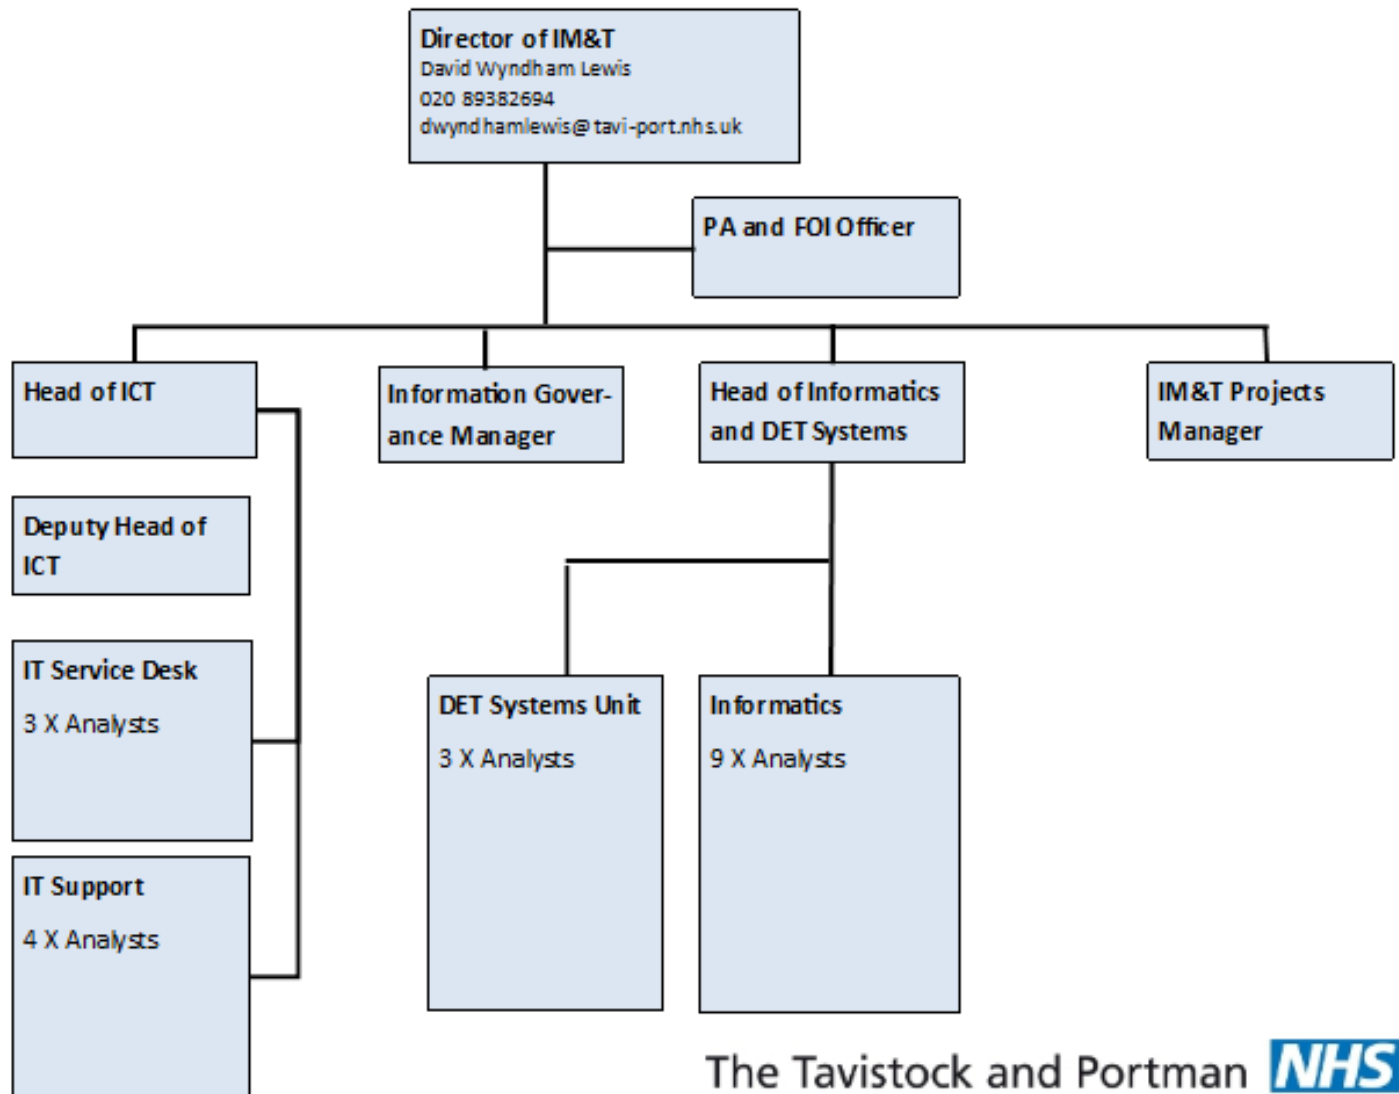 Director of IM&T
David Wyndham Lewis
020 89382694
dwyndhamlewis@tavi-port.nhs.uk
PA and FOI Officer
Head of ICT
Information Gover-
ance Manager
Head of Informatics
and DET Systems
IM&T Projects
Manager
Deputy Head of
ICT
IT Service Desk
3 X Analysts
IT Support
4 X Analysts
DET Systems Unit
3 X Analysts
Informatics
9 X Analysts
The Tavistock and Portman NHS